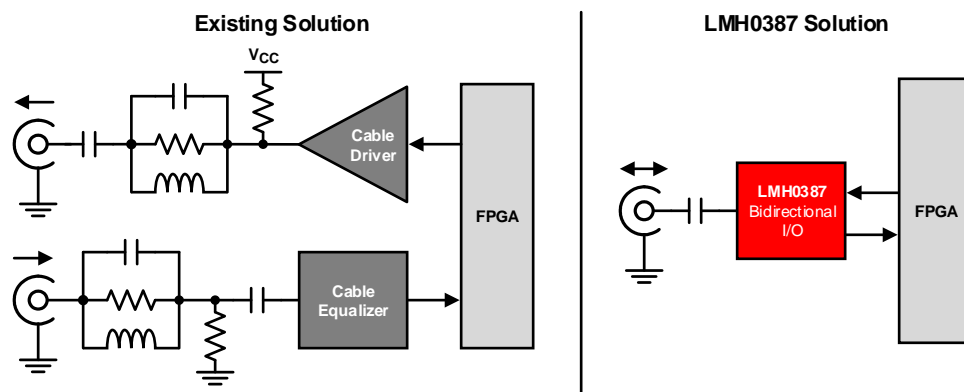 Existing Solution
LMH0387 Solution
VCC
Cable
Driver
FPGA
Cable
Equalizer
LMH0387
Bidirectional
I/O
FPGA